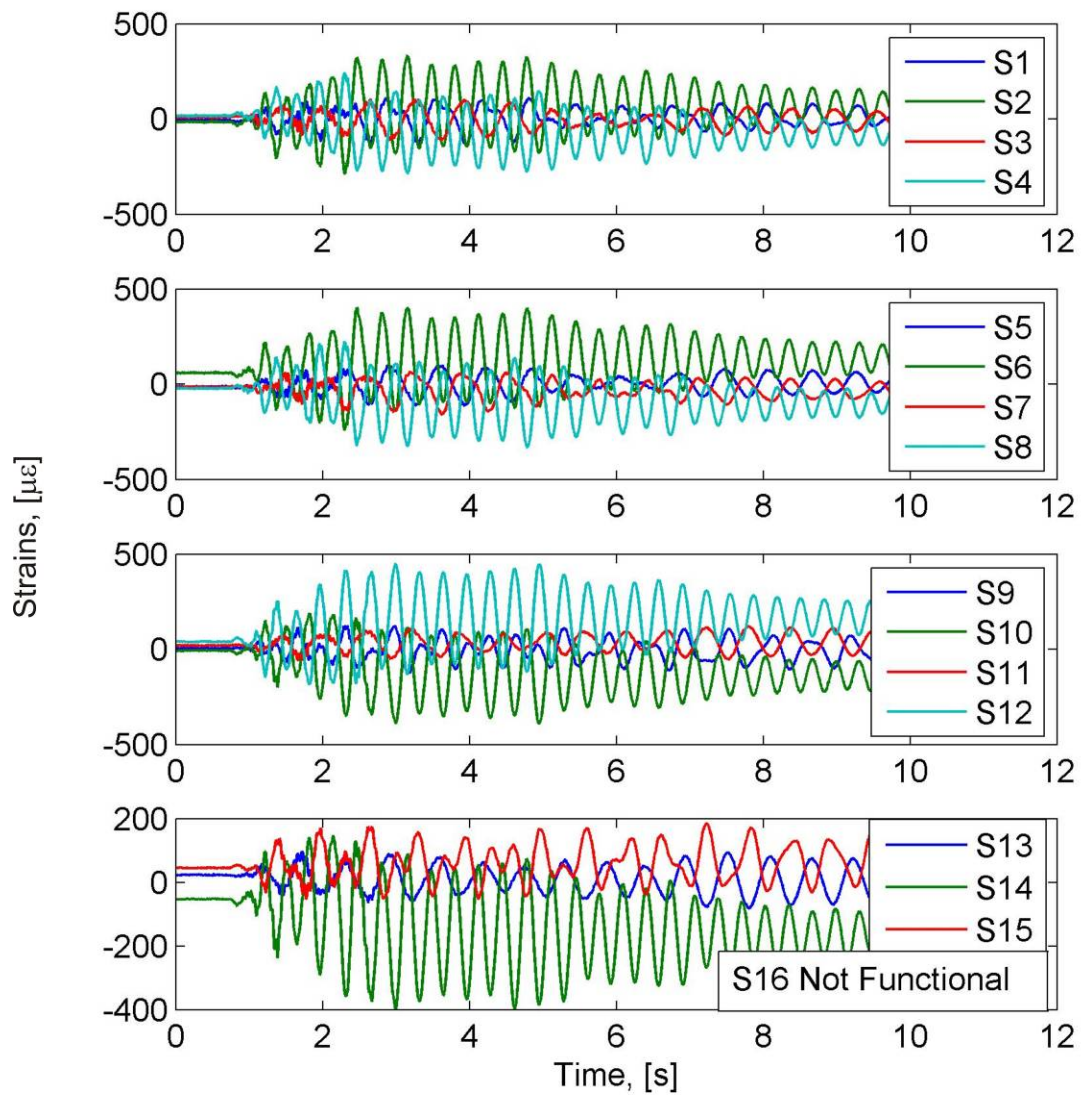 500
0
-500
0 2 4 6 8 10 12
S1
S2
S3
S4
500
0
-500
0 2 4 6 8 10 12
S5
S6
S7
S8
Strains, [με]
500
0
-500
0 2 4 6 8 10 12
S9
S10
S11
S12
200
0
-200
-400
0 2 4 6 8 10 12
S13
S14
S15
S16 Not Functional
Time, [s]